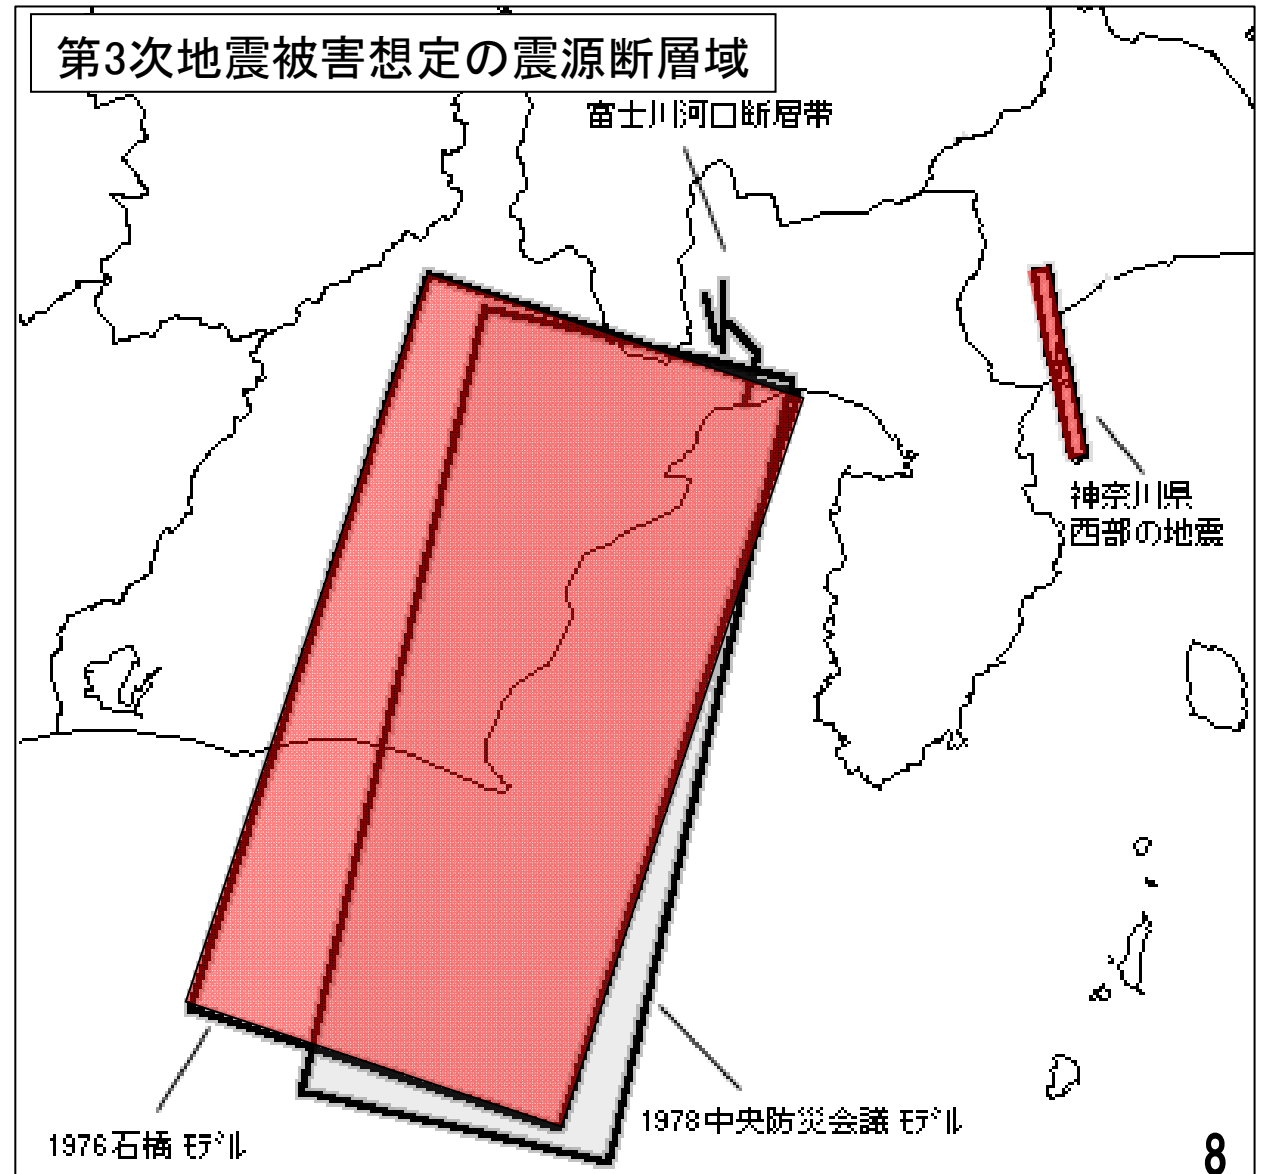 第3次地震被害想定の震源断層域
富士川河口断層帯
神奈川県
西部の地震
1978中央防災会議 ﾓﾃﾞﾙ
1976石橋 ﾓﾃﾞﾙ
8